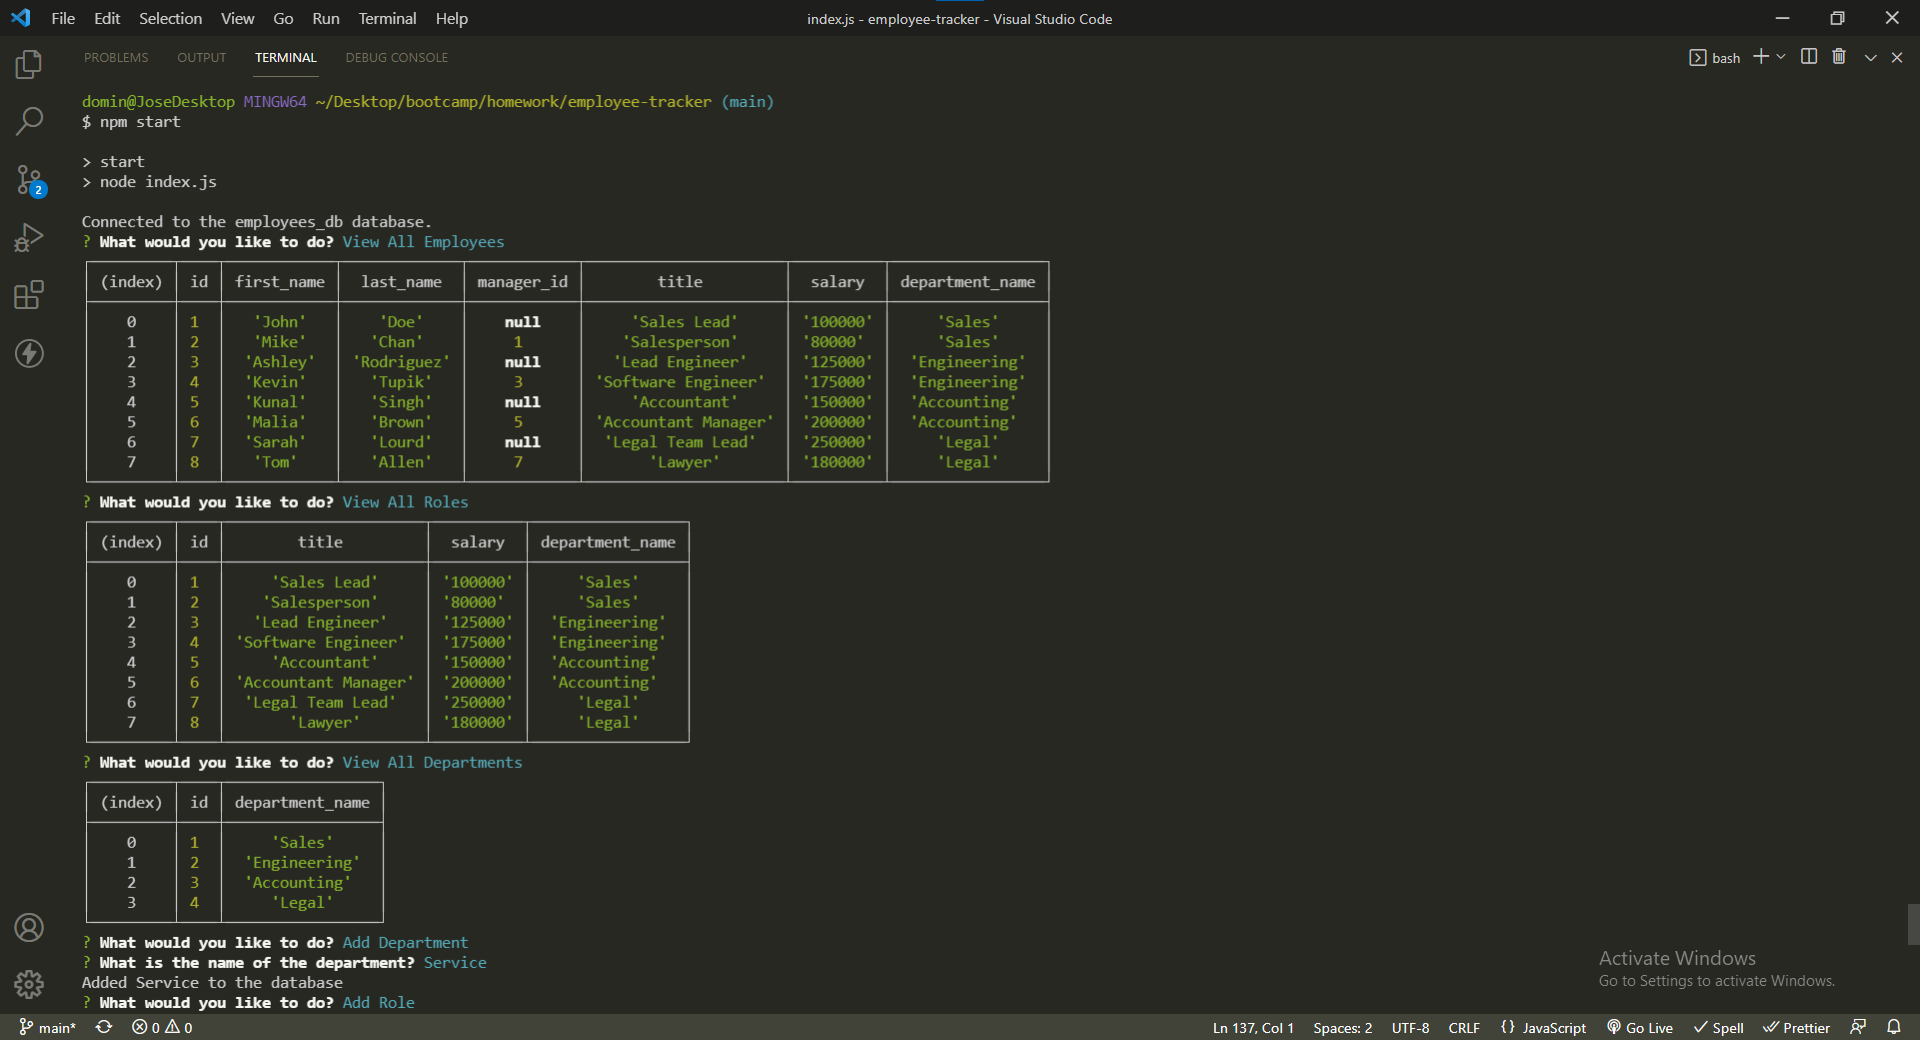 File Edit Selection View Go Run Terminal Help index.js - employee-tracker - Visual Studio Code
PROBLEMS OUTPUT TERMINAL DEBUG CONSOLE bash
domin@JoseDesktop MINGW64 ~/Desktop/bootcamp/homework/employee-tracker (main)
$ npm start
> start
> node index.js
Connected to the employees_db database.
? What would you like to do? View All Employees
(index) id first_name last_name manager_id title salary department_name
0 1 'John' 'Doe' null 'Sales Lead' '100000' 'Sales'
1 2 'Mike' 'Chan' 1 'Salesperson' '80000' 'Sales'
2 3 'Ashley' 'Rodriguez' null 'Lead Engineer' '125000' 'Engineering'
3 4 'Kevin' 'Tupik' 3 'Software Engineer' '175000' 'Engineering'
4 5 'Kunal' 'Singh' null 'Accountant' '150000' 'Accounting'
5 6 'Malia' 'Brown' 5 'Accountant Manager' '200000' 'Accounting'
6 7 'Sarah' 'Lourd' null 'Legal Team Lead' '250000' 'Legal'
7 8 'Tom' 'Allen' 7 'Lawyer' '180000' 'Legal'
? What would you like to do? View All Roles
(index) id title salary department_name
0 1 'Sales Lead' '100000' 'Sales'
1 2 'Salesperson' '80000' 'Sales'
2 3 'Lead Engineer' '125000' 'Engineering'
3 4 'Software Engineer' '175000' 'Engineering'
4 5 'Accountant' '150000' 'Accounting'
5 6 'Accountant Manager' '200000' 'Accounting'
6 7 'Legal Team Lead' '250000' 'Legal'
7 8 'Lawyer' '180000' 'Legal'
? What would you like to do? View All Departments
(index) id department_name
0 1 'Sales'
1 2 'Engineering'
2 3 'Accounting'
3 4 'Legal'
? What would you like to do? Add Department
? What is the name of the department? Service
Added Service to the database
? What would you like to do? Add Role
2
Activate Windows
Go to Settings to activate Windows.
main* 0 0 Ln 137, Col 1 Spaces: 2 UTF-8 CRLF {} JavaScript Go Live Spell Prettier